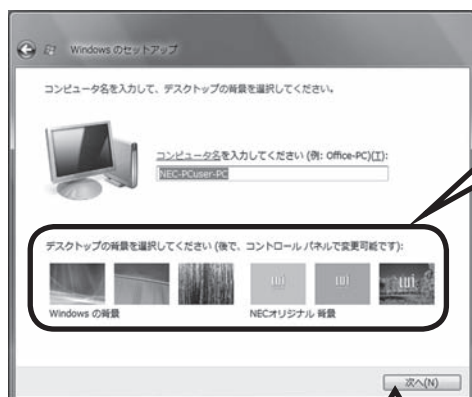 Windows のセットアップ
コンピュータ名を入力して、デスクトップの背景を選択してください。
コンピュータ名を入力してください (例: Office-PC)(T):
NEC-PCuser-PC
デスクトップの背景を選択してください (後で、コントロール パネルで変更可能です):
Windows の背景
NECオリジナル 背景
次へ(N)